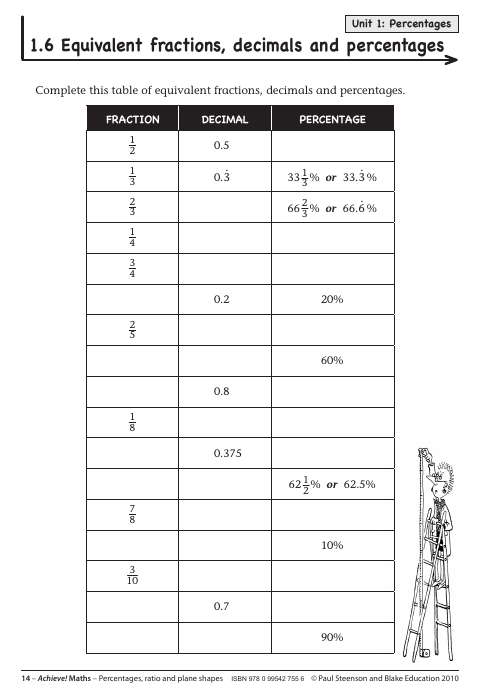 Unit 1: Percentages
1.6 Equivalent fractions, decimals and percentages
Complete this table of equivalent fractions, decimals and percentages.
FRACTION DECIMAL PERCENTAGE
1/2 0.5
1/3 0.3̇ 33 1/3% or 33.3̇%
2/3 66 2/3% or 66.6̇%
1/4
3/4
0.2 20%
2/5
60%
0.8
1/8
0.375
62 1/2% or 62.5%
7/8
10%
3/10
0.7
90%
14 – Achieve! Maths – Percentages, ratio and plane shapes ISBN 978 0 99542 755 6 © Paul Steenson and Blake Education 2010